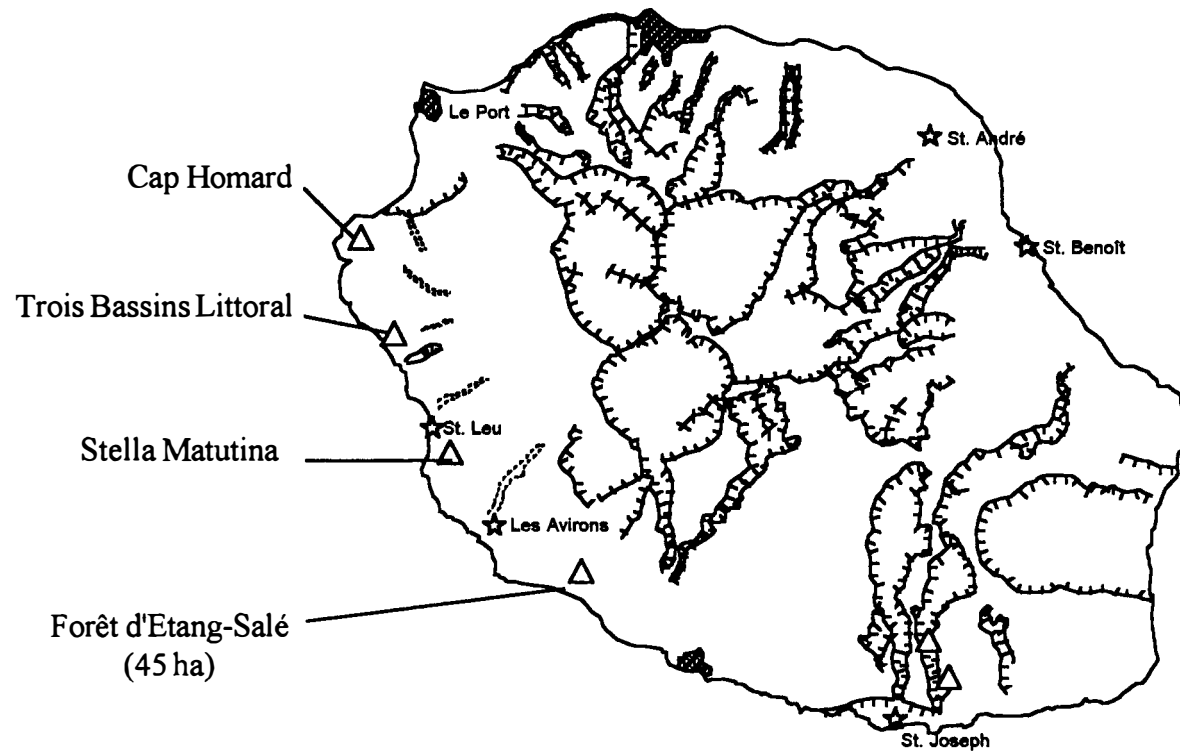 Le Port
St. André
Cap Homard
St. Benoît
Trois Bassins Littoral
St. Leu
Stella Matutina
Les Avirons
Forêt d'Etang-Salé
(45 ha)
St. Joseph